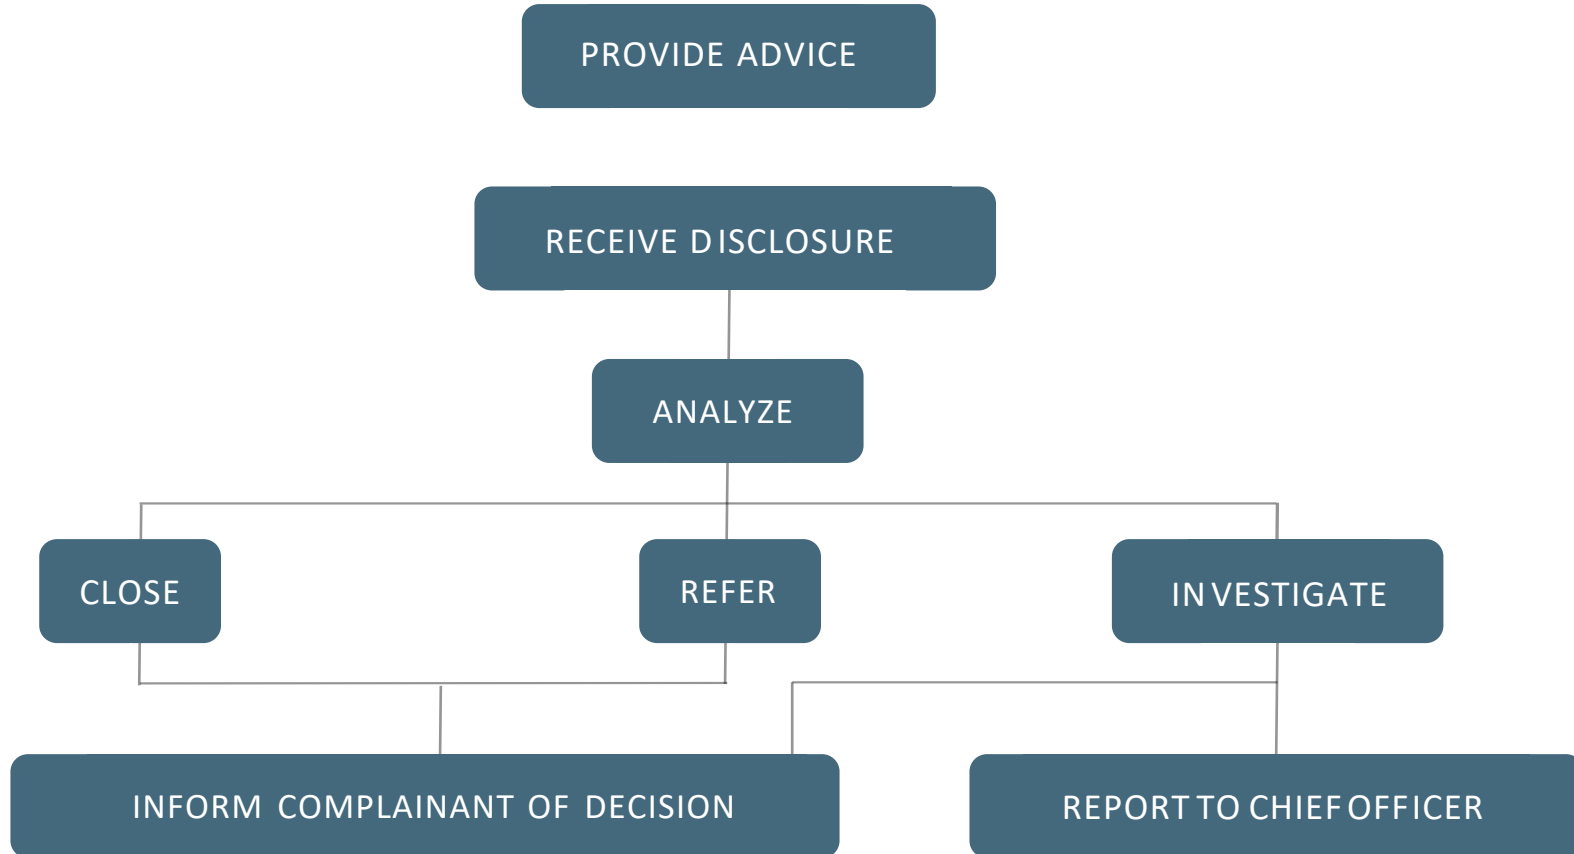 PROVIDE ADVICE
RECEIVE DISCLOSURE
ANALYZE
CLOSE
REFER
INVESTIGATE
INFORM COMPLAINANT OF DECISION
REPORT TO CHIEF OFFICER